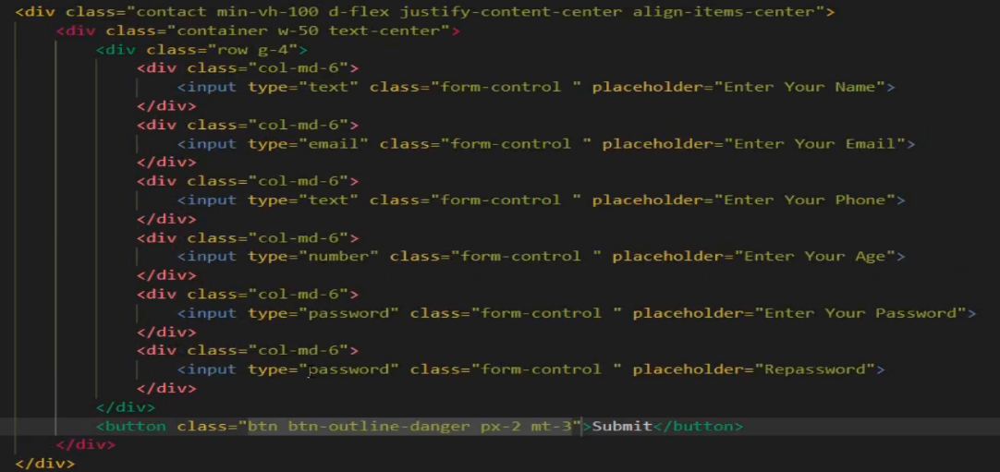 <div class="contact min-vh-100 d-flex justify-content-center align-items-center">
<div class="container w-50 text-center">
<div class="row g-4">
<div class="col-md-6">
<input type="text" class="form-control " placeholder="Enter Your Name">
</div>
<div class="col-md-6">
<input type="email" class="form-control " placeholder="Enter Your Email">
</div>
<div class="col-md-6">
<input type="text" class="form-control " placeholder="Enter Your Phone">
</div>
<div class="col-md-6">
<input type="number" class="form-control " placeholder="Enter Your Age">
</div>
<div class="col-md-6">
<input type="password" class="form-control " placeholder="Enter Your Password">
</div>
<div class="col-md-6">
<input type="password" class="form-control " placeholder="Repassword">
</div>
</div>
<button class="btn btn-outline-danger px-2 mt-3">Submit</button>
</div>
</div>